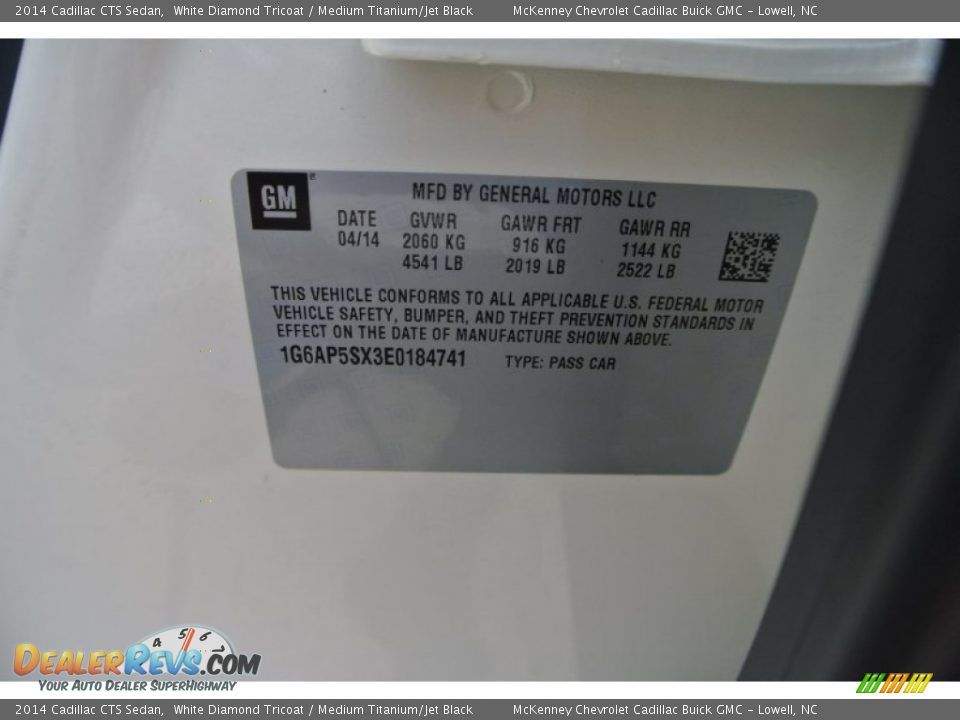 2014 Cadillac CTS Sedan, White Diamond Tricoat / Medium Titanium/Jet Black McKenney Chevrolet Cadillac Buick GMC - Lowell, NC
GM
MFD BY GENERAL MOTORS LLC
DATE GVWR GAWR FRT GAWR RR
04/14 2060 KG 916 KG 1144 KG
4541 LB 2019 LB 2522 LB
THIS VEHICLE CONFORMS TO ALL APPLICABLE U.S. FEDERAL MOTOR
VEHICLE SAFETY, BUMPER, AND THEFT PREVENTION STANDARDS IN
EFFECT ON THE DATE OF MANUFACTURE SHOWN ABOVE.
1G6AP5SX3E0184741 TYPE: PASS CAR
4 5 6
DEALERREVS.COM
YOUR AUTO DEALER SUPERHIGHWAY
2014 Cadillac CTS Sedan, White Diamond Tricoat / Medium Titanium/Jet Black McKenney Chevrolet Cadillac Buick GMC - Lowell, NC